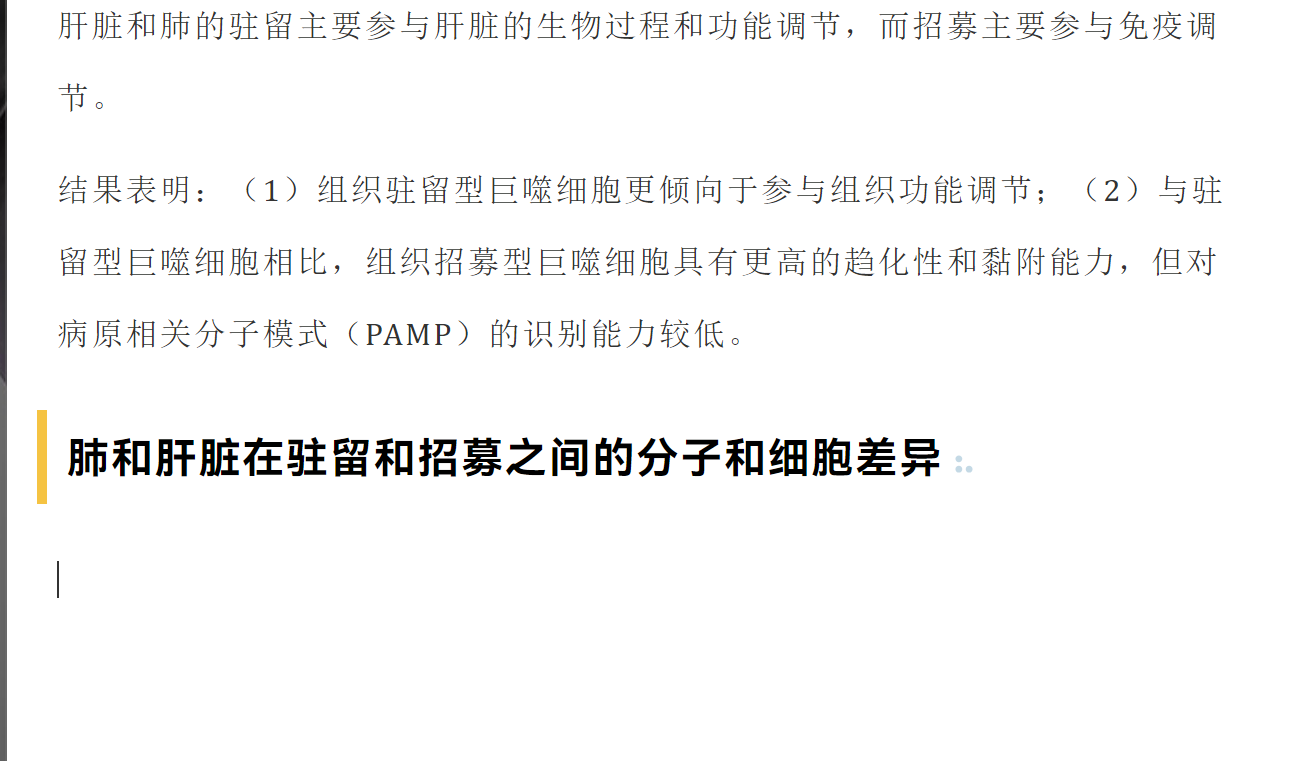 肝脏和肺的驻留主要参与肝脏的生物过程和功能调节，而招募主要参与免疫调
节。
结果表明：（1）组织驻留型巨噬细胞更倾向于参与组织功能调节；（2）与驻
留型巨噬细胞相比，组织招募型巨噬细胞具有更高的趋化性和黏附能力，但对
病原相关分子模式（PAMP）的识别能力较低。
肺和肝脏在驻留和招募之间的分子和细胞差异